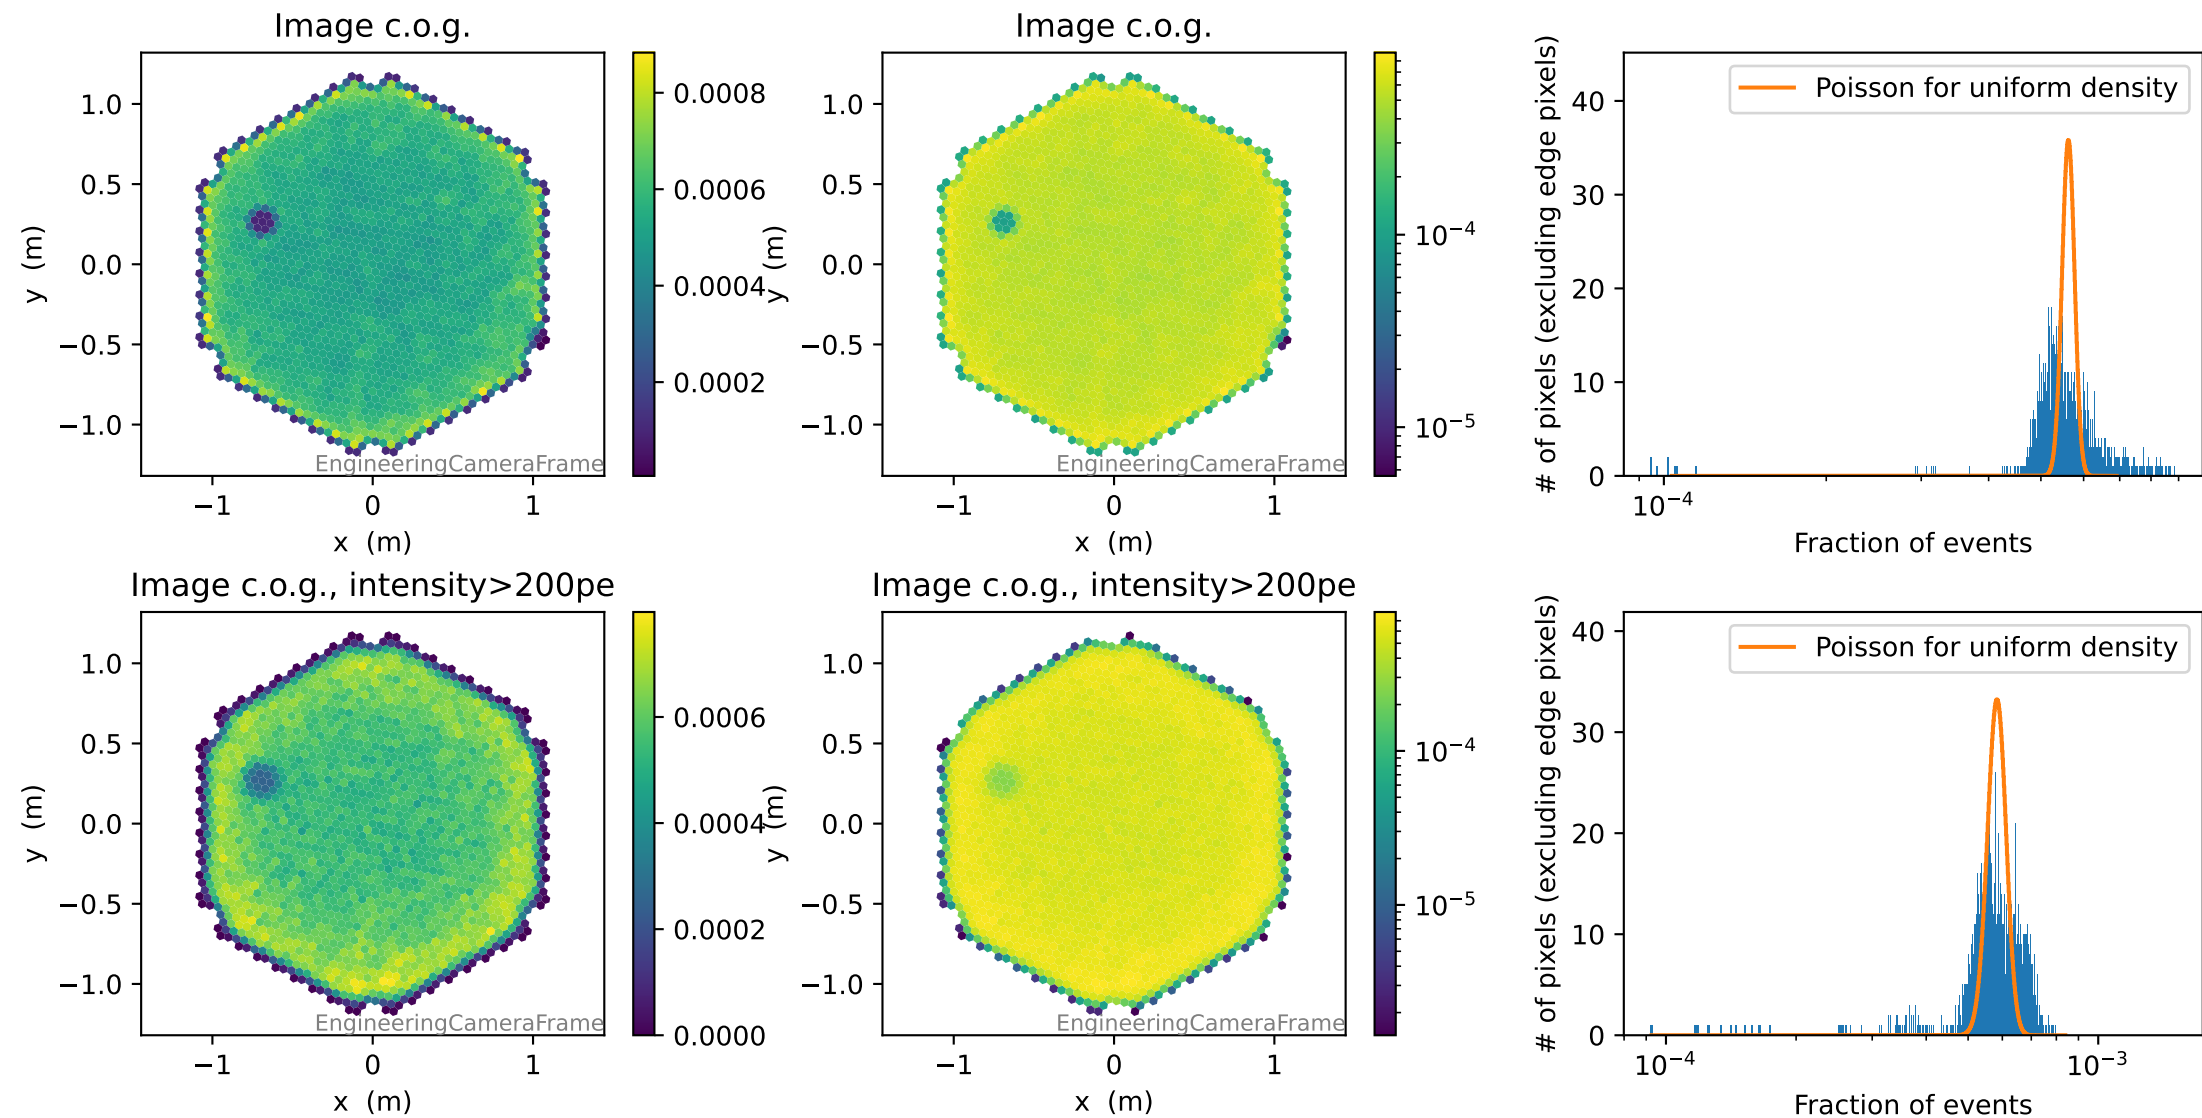 Image c.o.g.
1.0
0.5
0.0
−0.5
−1.0
y (m)
−1
0
1
x (m)
EngineeringCameraFrame
0.0008
0.0006
0.0004
0.0002
Image c.o.g.
1.0
0.5
0.0
−0.5
−1.0
y (m)
−1
0
1
x (m)
EngineeringCameraFrame
10⁻⁴
10⁻⁵
Poisson for uniform density
# of pixels (excluding edge pixels)
40
30
20
10
0
10⁻⁴
Fraction of events
Image c.o.g., intensity>200pe
1.0
0.5
0.0
−0.5
−1.0
y (m)
−1
0
1
x (m)
EngineeringCameraFrame
0.0006
0.0004
0.0002
0.0000
Image c.o.g., intensity>200pe
1.0
0.5
0.0
−0.5
−1.0
y (m)
−1
0
1
x (m)
EngineeringCameraFrame
10⁻⁴
10⁻⁵
Poisson for uniform density
# of pixels (excluding edge pixels)
40
30
20
10
0
10⁻⁴
10⁻³
Fraction of events